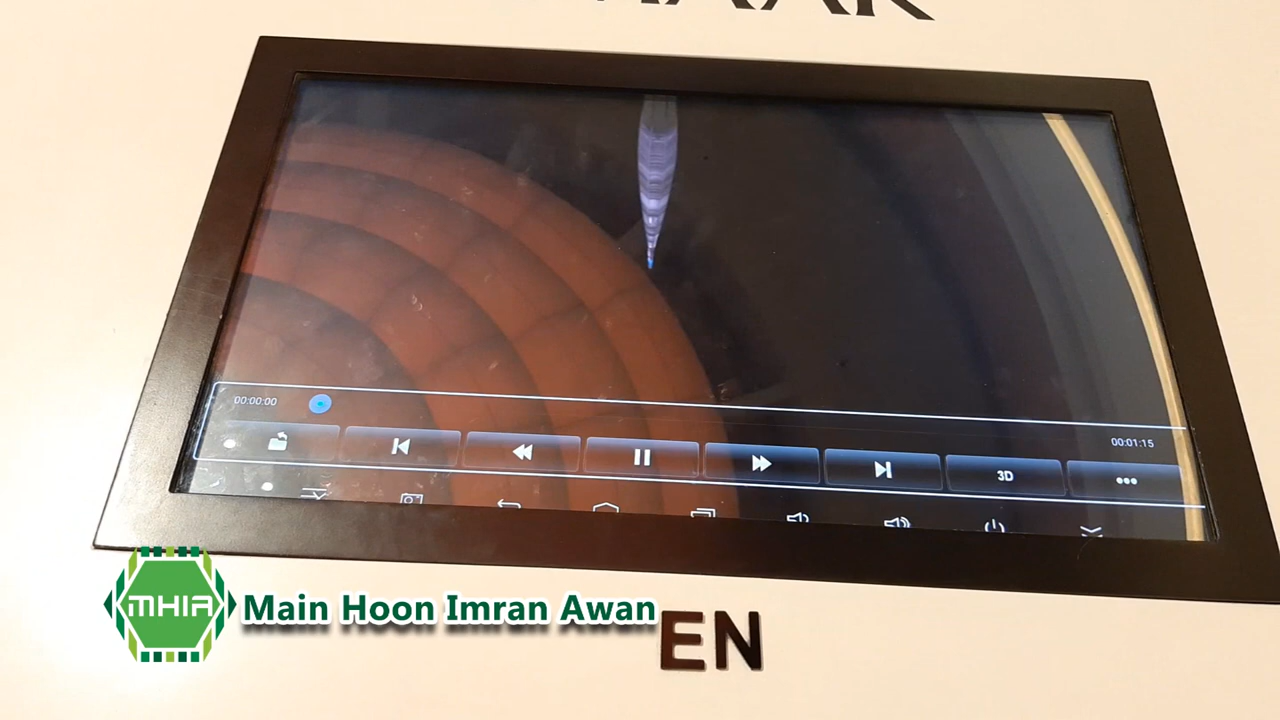 00:00:00
00:01:15
3D
MHIA
Main Hoon Imran Awan
EN